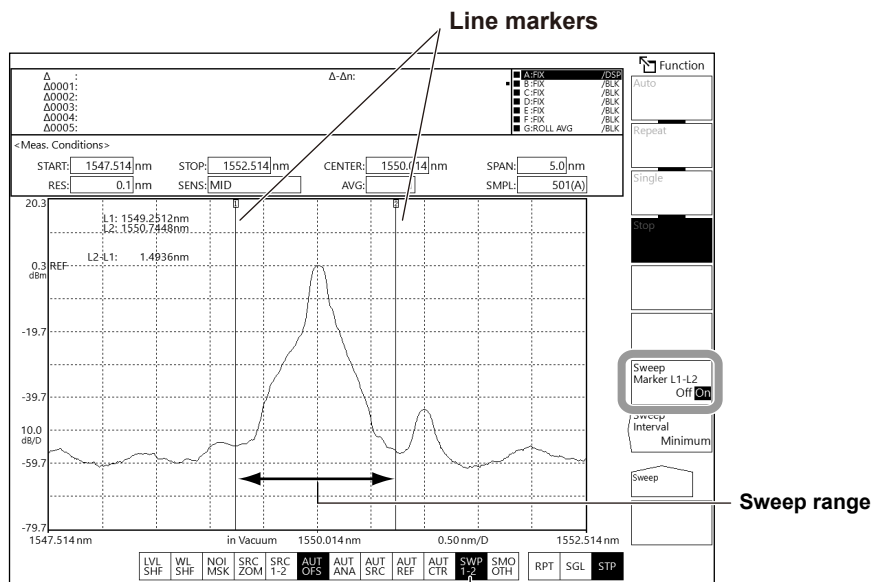 Line markers
Function
Δ :
Δ0001:
Δ0002:
Δ0003:
Δ0004:
Δ0005:
Δ-Δn:
A:FIX /DSP
B:FIX /BLK
C:FIX /BLK
D:FIX /BLK
E:FIX /BLK
F:FIX /BLK
G:ROLL AVG /BLK
<Meas. Conditions>
START: 1547.514 nm STOP: 1552.514 nm CENTER: 1550.014 nm SPAN: 5.0 nm
RES: 0.1 nm SENS: MID AVG: SMPL: 501(A)
Auto
Repeat
Single
Stop
Sweep
Marker L1-L2
Off On
Sweep
Interval
Minimum
Sweep
20.3
1 2
L1: 1549.2512nm
L2: 1550.7448nm
L2-L1: 1.4936nm
0.3 REF
dBm
-19.7
-39.7
10.0
dB/D
-59.7
-79.7
Sweep range
1547.514 nm in Vacuum 1550.014 nm 0.50 nm/D 1552.514 nm
LVL SHF WL SHF NOI MSK SRC ZOM SRC 1-2 AUT OFS AUT ANA AUT SRC AUT REF AUT CTR SWP 1-2 SMO OTH RPT SGL STP